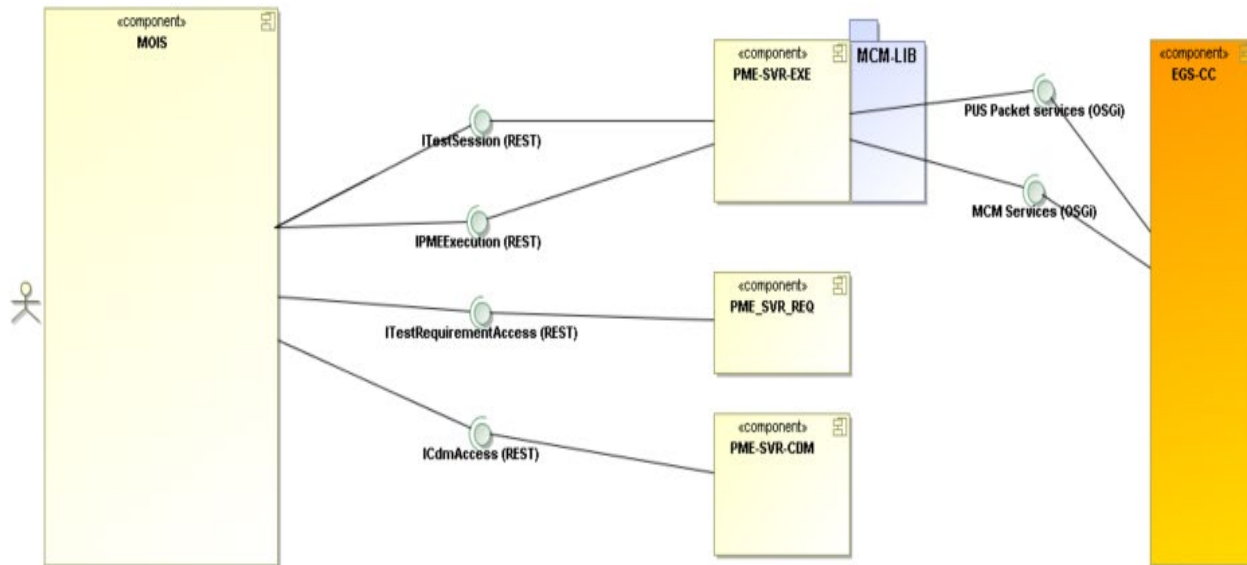 «component»
MOIS
«component»
PME-SVR-EXE
MCM-LIB
«component»
EGS-CC
ITestSession (REST)
PUS Packet services (OSGi)
IPMEExecution (REST)
MCM Services (OSGi)
«component»
PME_SVR_REQ
ITestRequirementAccess (REST)
«component»
PME-SVR-CDM
ICdmAccess (REST)